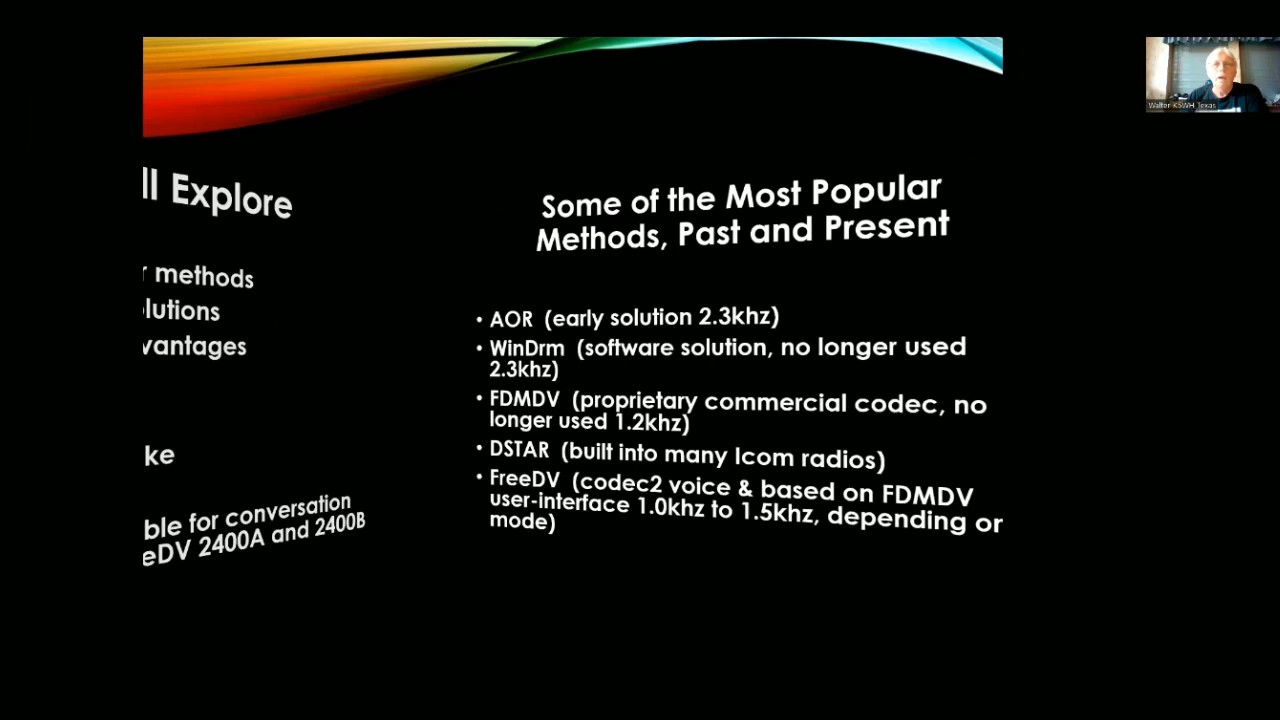 ll Explore
methods
lutions
vantages
ke
ble for conversation
eDV 2400A and 2400B
Some of the Most Popular
Methods, Past and Present
• AOR (early solution 2.3khz)
• WinDrm (software solution, no longer used
2.3khz)
• FDMDV (proprietary commercial codec, no
longer used 1.2khz)
• DSTAR (built into many Icom radios)
• FreeDV (codec2 voice & based on FDMDV
user-interface 1.0khz to 1.5khz, depending or
mode)
Walter K5WH Texas